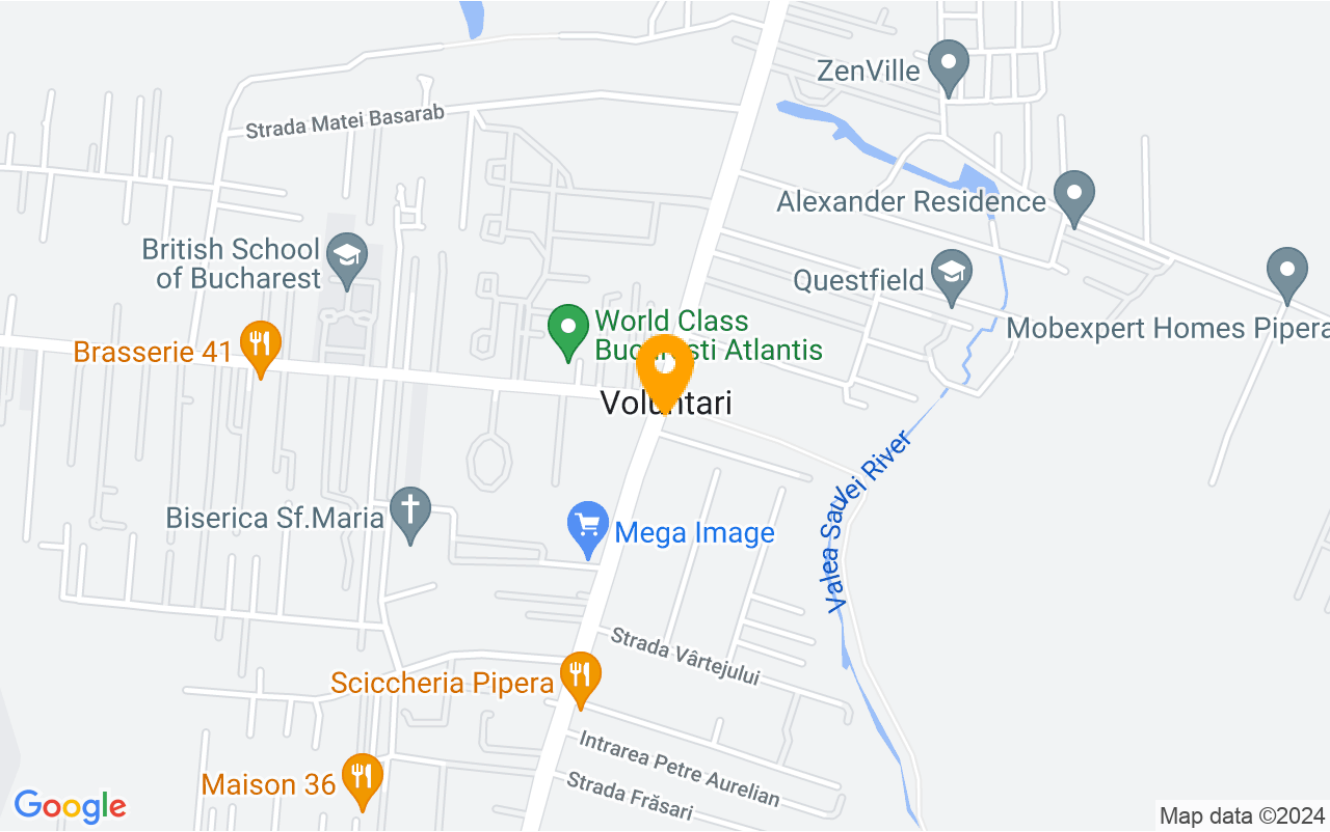 ZenVille
Strada Matei Basarab
Alexander Residence
British School
of Bucharest
Questfield
World Class
Mobexpert Homes Pipera
Brasserie 41
Atlantis
Voluntari
Valea Saulei River
Biserica Sf.Maria
Mega Image
Strada Vârtejului
Sciccheria Pipera
Intrarea Petre Aurelian
Maison 36
Strada Frăsari
Google
Map data ©2024